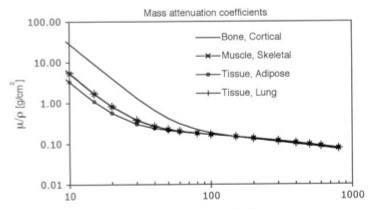 Mass attenuation coefficients
100.00
10.00
1.00
0.10
0.01
μ/ρ [g/cm²]
Bone, Cortical
Muscle, Skeletal
Tissue, Adipose
Tissue, Lung
10
100
1000